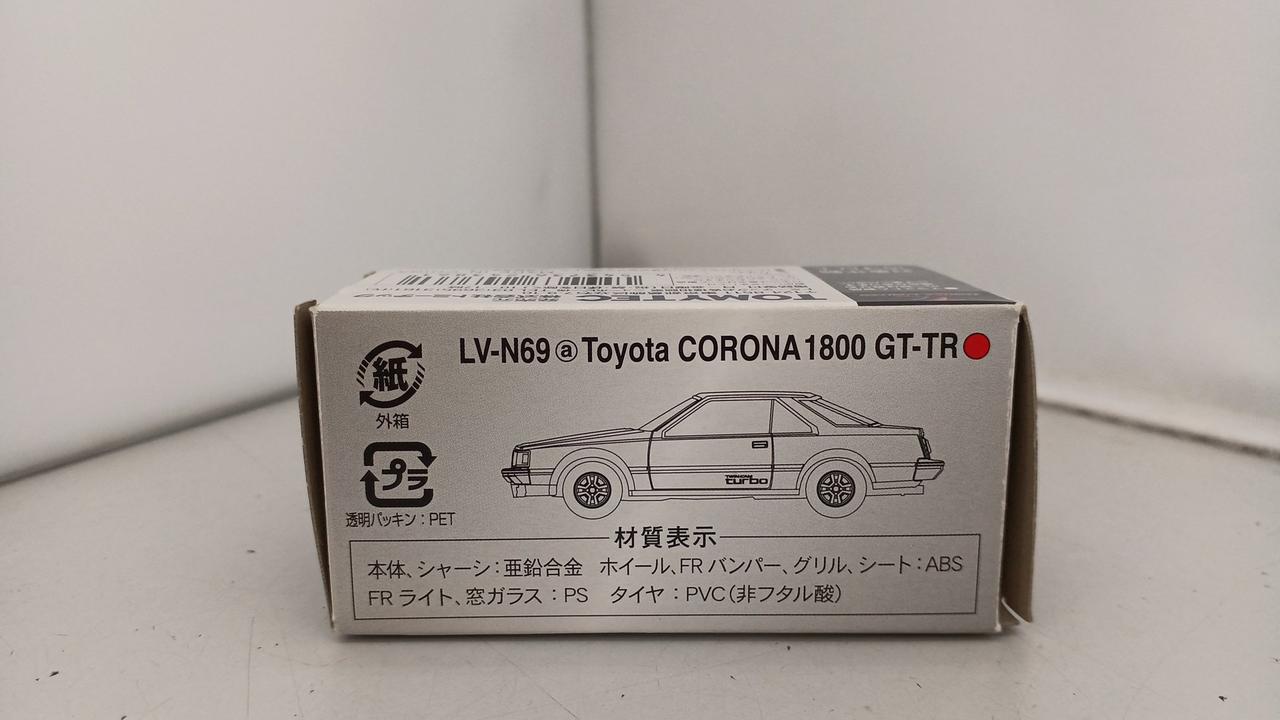 TOMYTEC
LV-N69 ⓐ Toyota CORONA 1800 GT-TR
紙
外箱
プラ
透明パッキン：PET
TWINCAM
turbo
材質表示
本体、シャーシ：亜鉛合金　ホイール、FR バンパー、グリル、シート：ABS
FR ライト、窓ガラス：PS　タイヤ：PVC（非フタル酸）